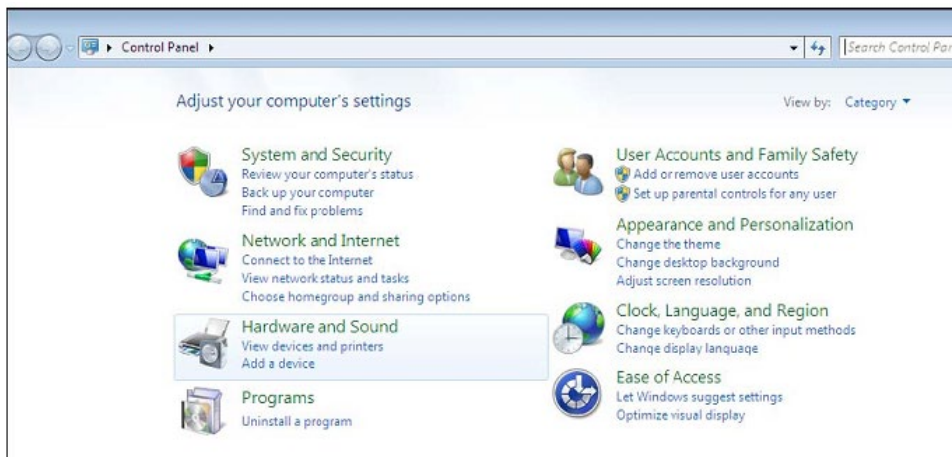 Control Panel
Search Control Par
Adjust your computer's settings
View by: Category
System and Security
Review your computer's status
Back up your computer
Find and fix problems
Network and Internet
Connect to the Internet
View network status and tasks
Choose homegroup and sharing options
Hardware and Sound
View devices and printers
Add a device
Programs
Uninstall a program
User Accounts and Family Safety
Add or remove user accounts
Set up parental controls for any user
Appearance and Personalization
Change the theme
Change desktop background
Adjust screen resolution
Clock, Language, and Region
Change keyboards or other input methods
Change display language
Ease of Access
Let Windows suggest settings
Optimize visual display